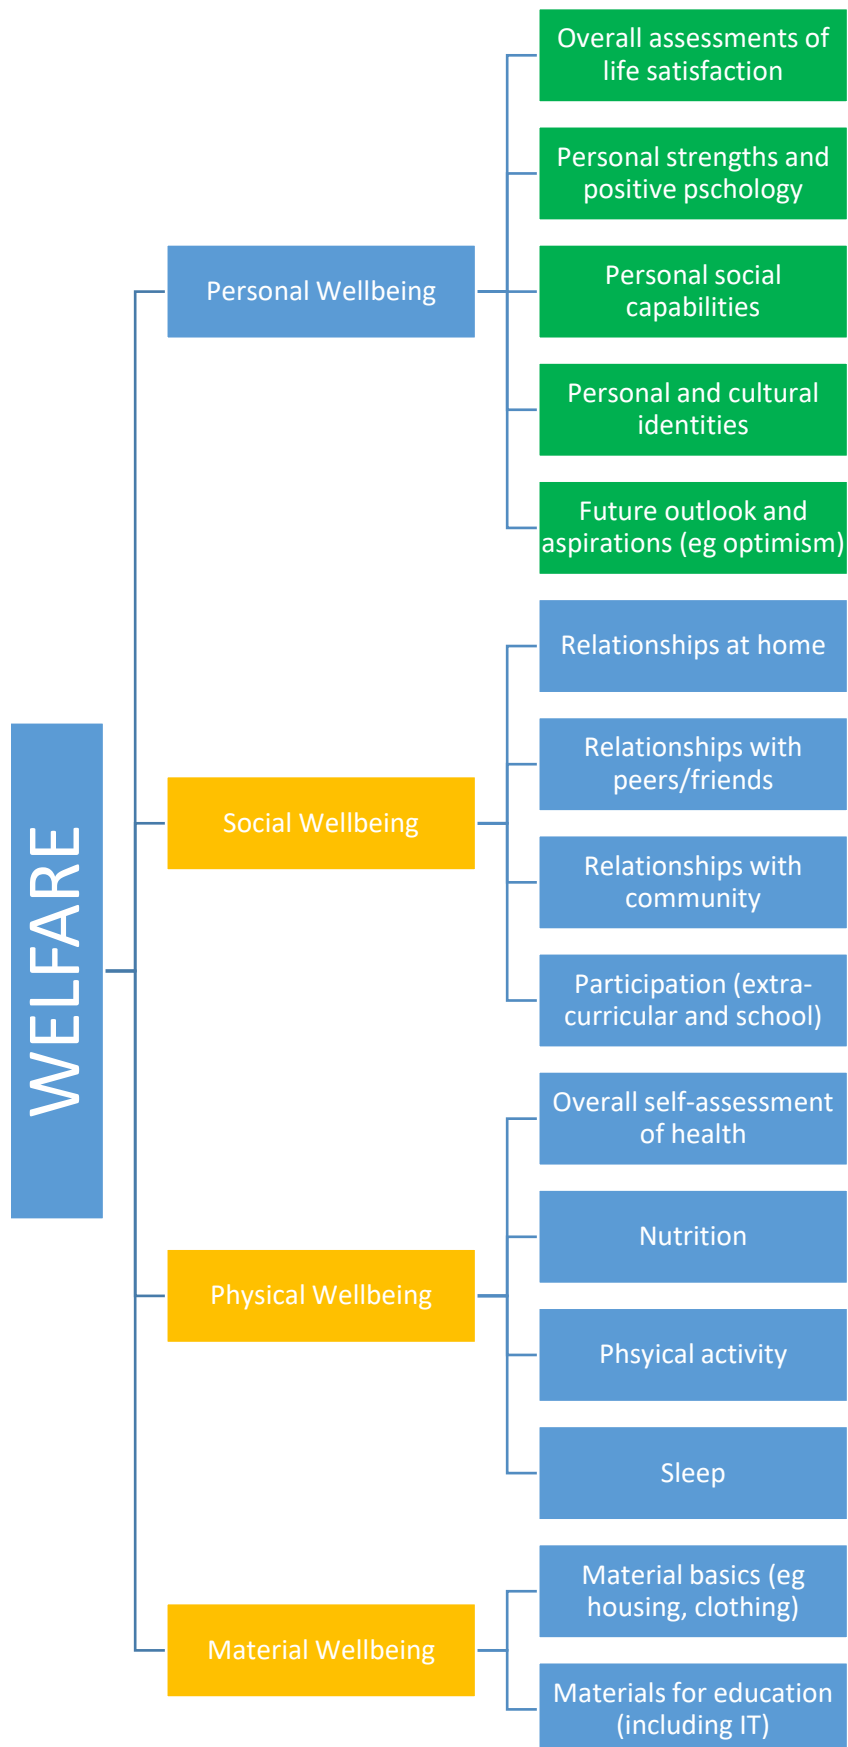 WELFARE
Personal Wellbeing
Overall assessments of
life satisfaction
Personal strengths and
positive pschology
Personal social
capabilities
Personal and cultural
identities
Future outlook and
aspirations (eg optimism)
Social Wellbeing
Relationships at home
Relationships with
peers/friends
Relationships with
community
Participation (extra-
curricular and school)
Physical Wellbeing
Overall self-assessment
of health
Nutrition
Phsyical activity
Sleep
Material Wellbeing
Material basics (eg
housing, clothing)
Materials for education
(including IT)